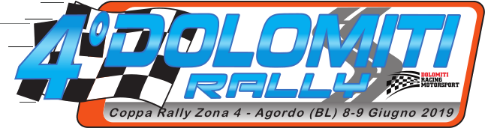 4° DOLOMITI
RALLY
DOLOMITI
RACING
MOTORSPORT
Coppa Rally Zona 4 - Agordo (BL) 8-9 Giugno 2019